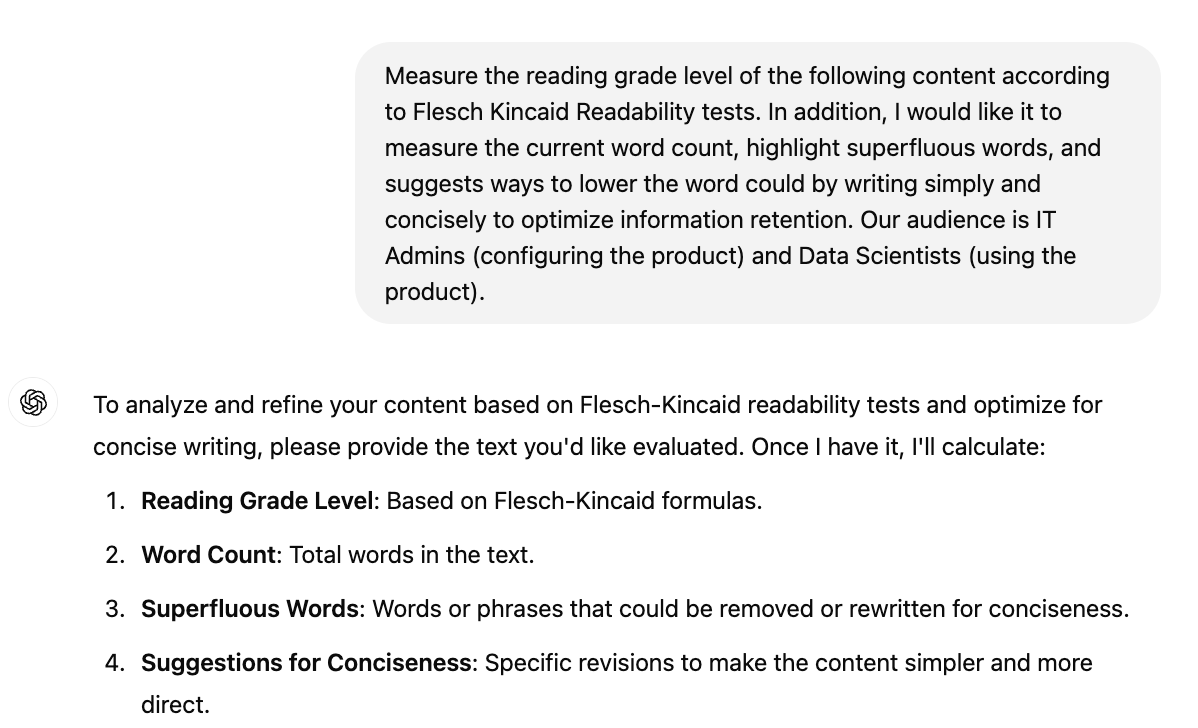 Measure the reading grade level of the following content according
to Flesch Kincaid Readability tests. In addition, I would like it to
measure the current word count, highlight superfluous words, and
suggests ways to lower the word could by writing simply and
concisely to optimize information retention. Our audience is IT
Admins (configuring the product) and Data Scientists (using the
product).
To analyze and refine your content based on Flesch-Kincaid readability tests and optimize for
concise writing, please provide the text you'd like evaluated. Once I have it, I'll calculate:
1. Reading Grade Level: Based on Flesch-Kincaid formulas.
2. Word Count: Total words in the text.
3. Superfluous Words: Words or phrases that could be removed or rewritten for conciseness.
4. Suggestions for Conciseness: Specific revisions to make the content simpler and more
direct.